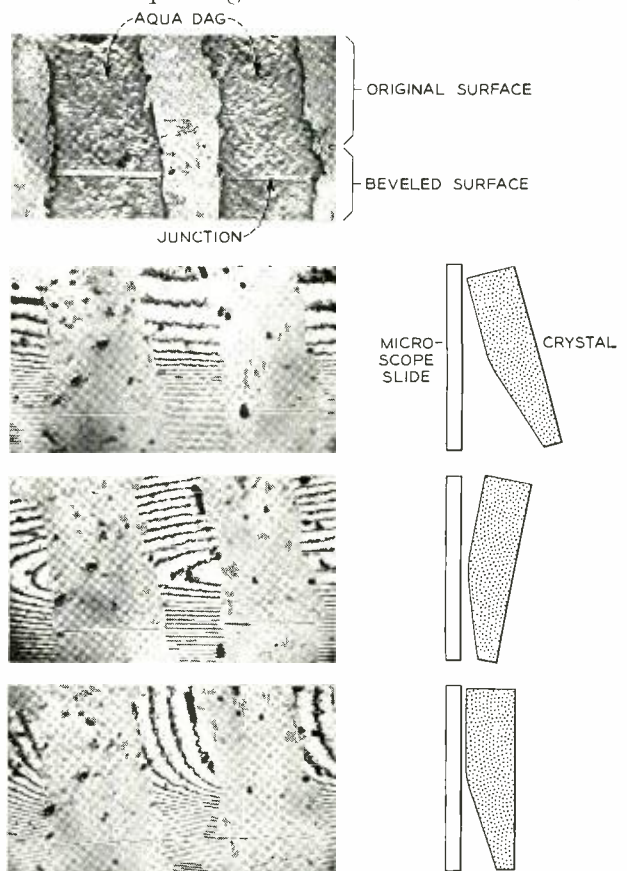 AQUA DAG
ORIGINAL SURFACE
BEVELED SURFACE
JUNCTION
MICRO-
SCOPE
SLIDE
CRYSTAL